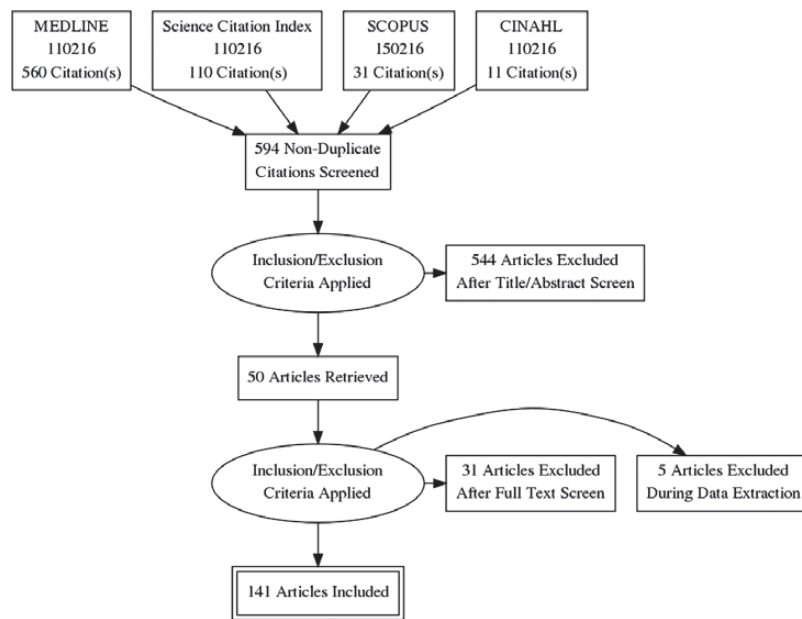 MEDLINE
110216
560 Citation(s)
Science Citation Index
110216
110 Citation(s)
SCOPUS
150216
31 Citation(s)
CINAHL
110216
11 Citation(s)
594 Non-Duplicate
Citations Screened
Inclusion/Exclusion
Criteria Applied
544 Articles Excluded
After Title/Abstract Screen
50 Articles Retrieved
Inclusion/Exclusion
Criteria Applied
31 Articles Excluded
After Full Text Screen
5 Articles Excluded
During Data Extraction
141 Articles Included